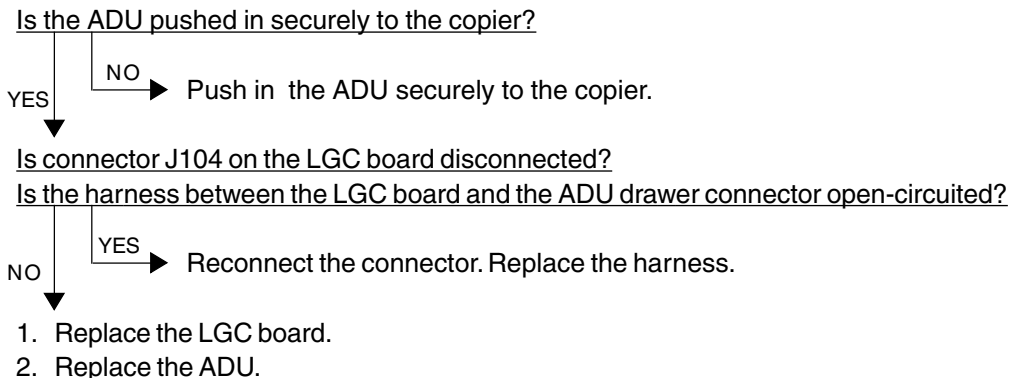 Is the ADU pushed in securely to the copier?
NO
Push in the ADU securely to the copier.
YES
Is connector J104 on the LGC board disconnected?
Is the harness between the LGC board and the ADU drawer connector open-circuited?
YES
Reconnect the connector. Replace the harness.
NO
1. Replace the LGC board.
2. Replace the ADU.